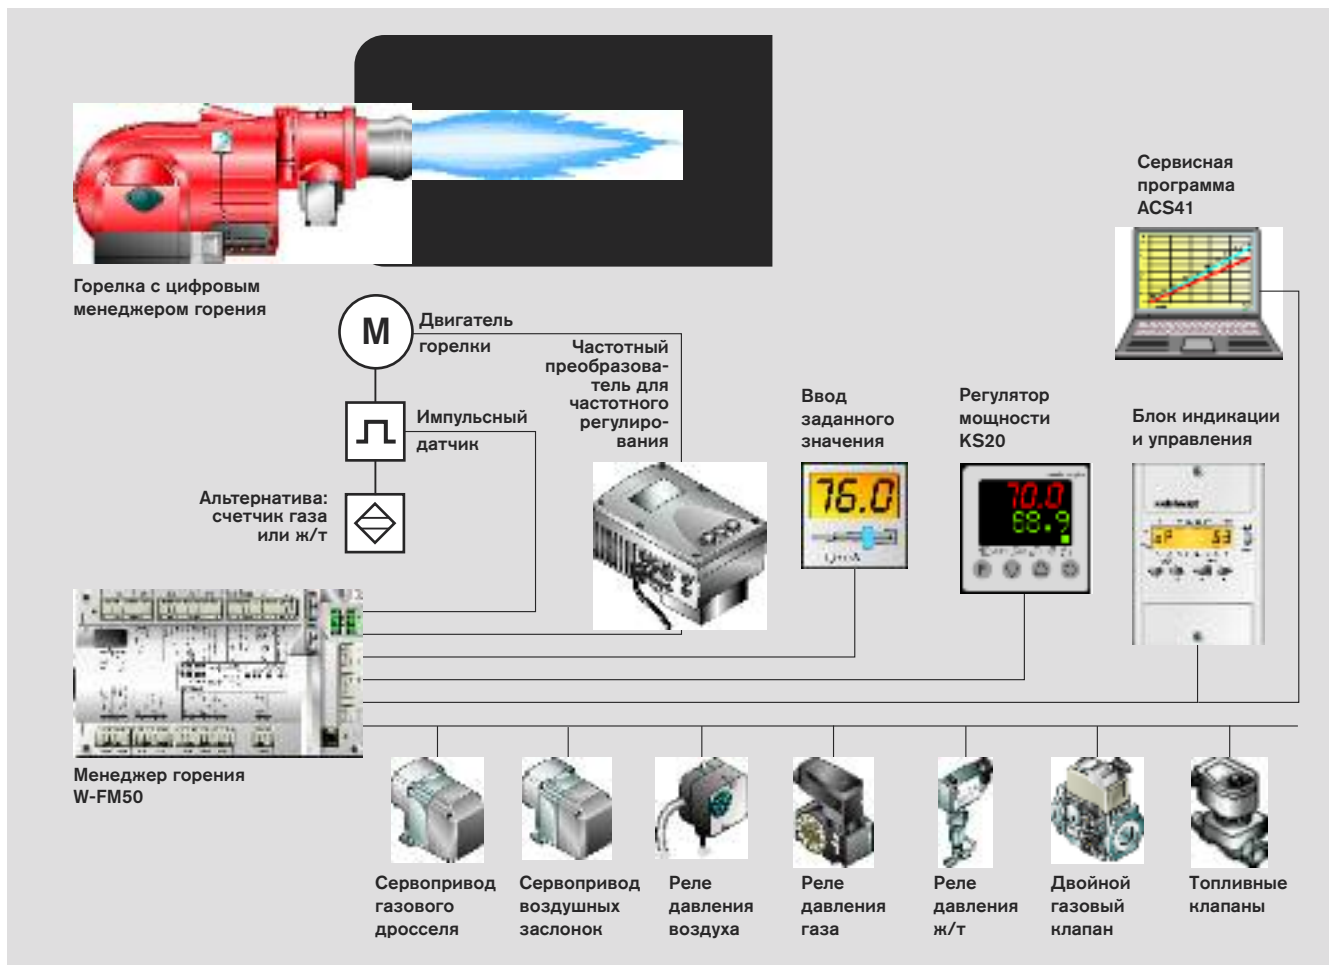 Сервисная
программа
ACS41
Горелка с цифровым
менеджером горения
М
Двигатель
горелки
Частотный
преобразова-
тель для
частотного
регулиро-
вания
Импульсный
датчик
Альтернатива:
счетчик газа
или ж/т
Ввод
заданного
значения
76.0
Регулятор
мощности
KS20
70.0
68.9
Блок индикации
и управления
Менеджер горения
W-FM50
Сервопривод
газового
дросселя
Сервопривод
воздушных
заслонок
Реле
давления
воздуха
Реле
давления
газа
Реле
давления
ж/т
Двойной
газовый
клапан
Топливные
клапаны